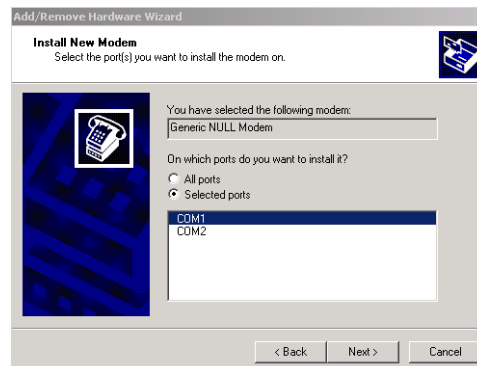 Add/Remove Hardware Wizard
Install New Modem
Select the port(s) you want to install the modem on.
You have selected the following modem:
Generic NULL Modem
On which ports do you want to install it?
All ports
Selected ports
COM1
COM2
< Back Next > Cancel